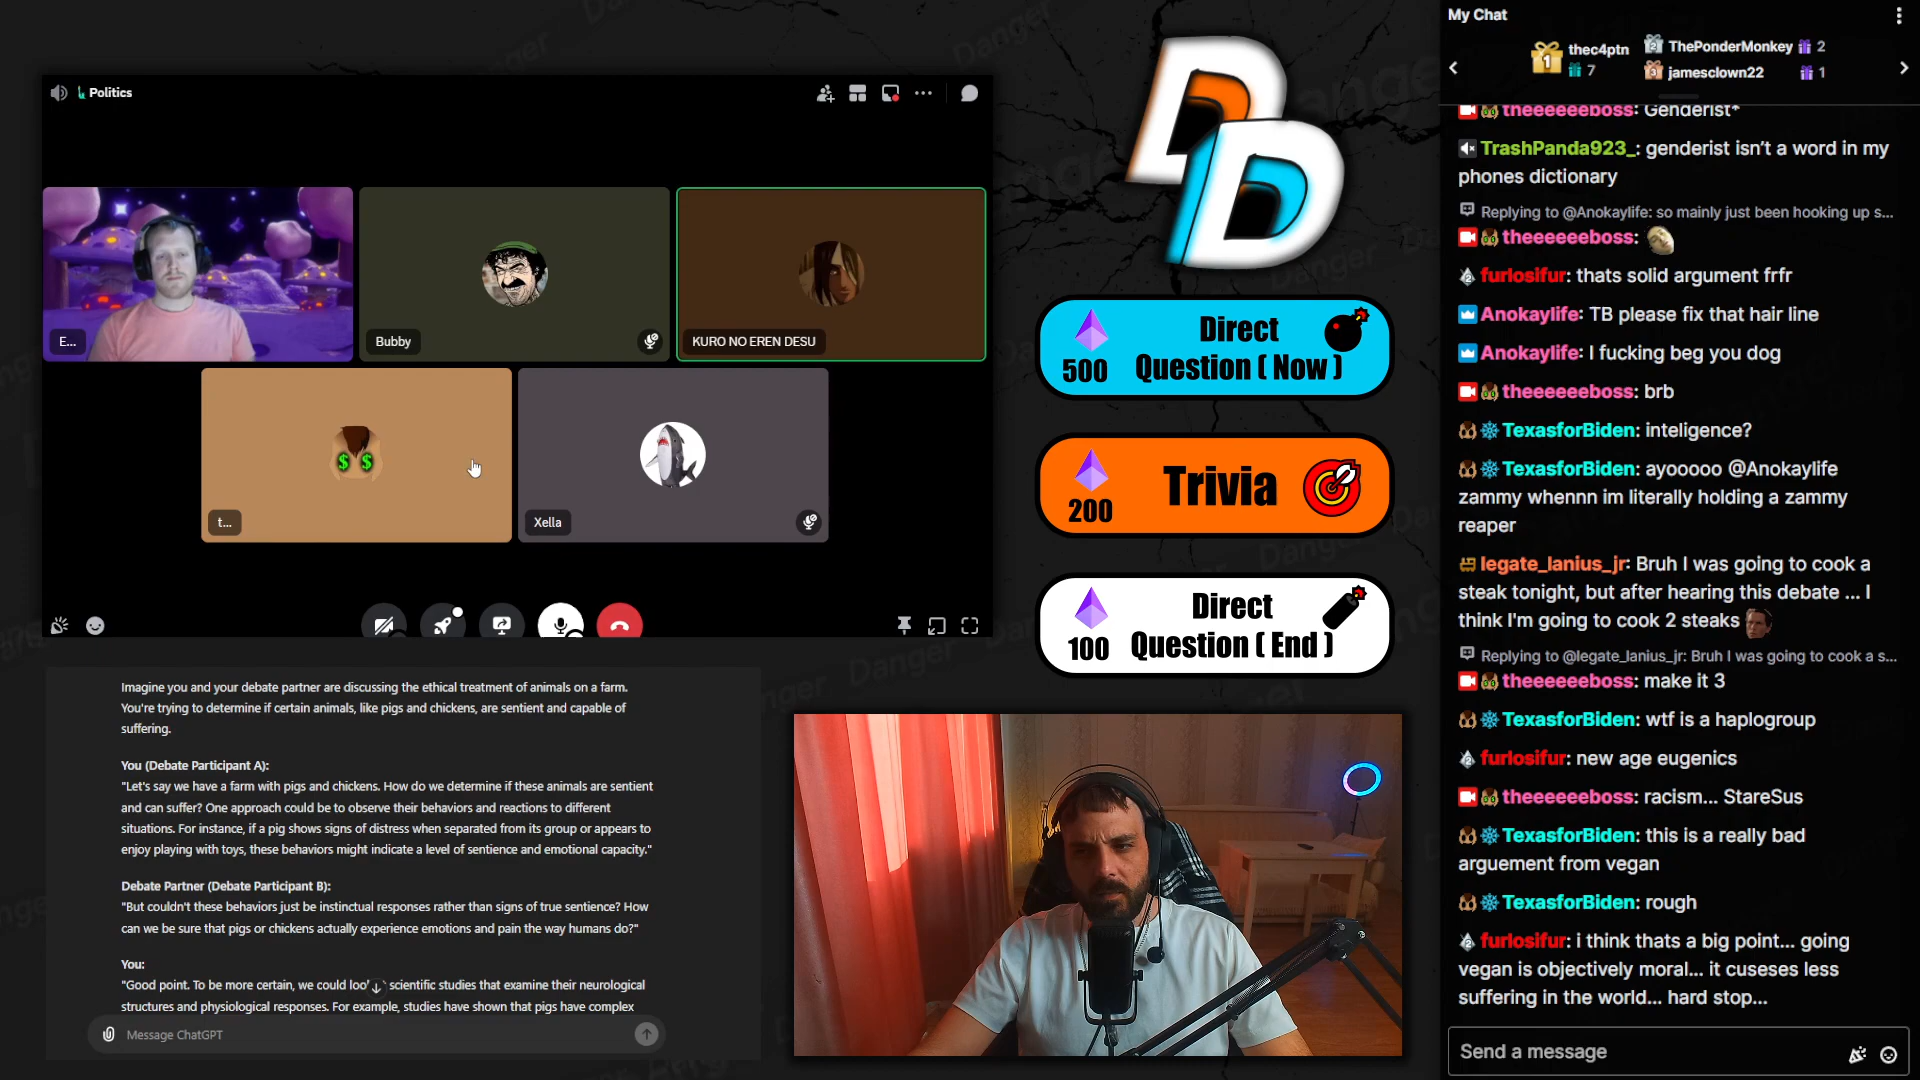 Politics
E...
Bubby
KURO NO EREN DESU
t...
Xella
Imagine you and your debate partner are discussing the ethical treatment of animals on a farm.
You're trying to determine if certain animals, like pigs and chickens, are sentient and capable of
suffering.
You (Debate Participant A):
"Let's say we have a farm with pigs and chickens. How do we determine if these animals are sentient
and can suffer? One approach could be to observe their behaviors and reactions to different
situations. For instance, if a pig shows signs of distress when separated from its group or appears to
enjoy playing with toys, these behaviors might indicate a level of sentience and emotional capacity."
Debate Partner (Debate Participant B):
"But couldn't these behaviors just be instinctual responses rather than signs of true sentience? How
can we be sure that pigs or chickens actually experience emotions and pain the way humans do?"
You:
"Good point. To be more certain, we could scientific studies that examine their neurological
structures and physiological responses. For example, studies have shown that pigs have complex
Message ChatGPT
DD
500
Direct
Question ( Now )
200
Trivia
100
Direct
Question ( End )
My Chat
1 thec4ptn
7
2 ThePonderMonkey 2
3 jamesclown22 1
theeeeeeboss: Genderist*
TrashPanda923_: genderist isn't a word in my
phones dictionary
Replying to @Anokaylife: so mainly just been hooking up s...
theeeeeeboss:
furlosifur: thats solid argument frfr
Anokaylife: TB please fix that hair line
Anokaylife: I fucking beg you dog
theeeeeeboss: brb
TexasforBiden: inteligence?
TexasforBiden: ayooooo @Anokaylife
zammy whennn im literally holding a zammy
reaper
legate_lanius_jr: Bruh I was going to cook a
steak tonight, but after hearing this debate ... I
think I'm going to cook 2 steaks
Replying to @legate_lanius_jr: Bruh I was going to cook a s...
theeeeeeboss: make it 3
TexasforBiden: wtf is a haplogroup
furlosifur: new age eugenics
theeeeeeboss: racism... StareSus
TexasforBiden: this is a really bad
arguement from vegan
TexasforBiden: rough
furlosifur: i think thats a big point... going
vegan is objectively moral... it cuseses less
suffering in the world... hard stop...
Send a message